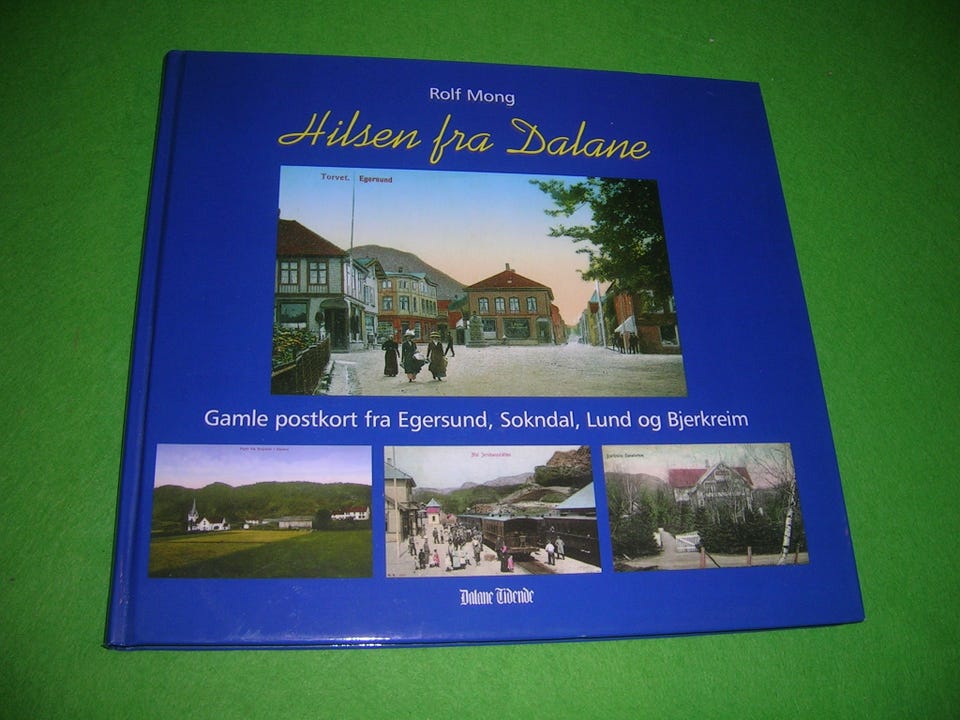 Rolf Mong
Hilsen fra Dalane
Torvet. Egersund
Gamle postkort fra Egersund, Sokndal, Lund og Bjerkreim
Dalane Tidende